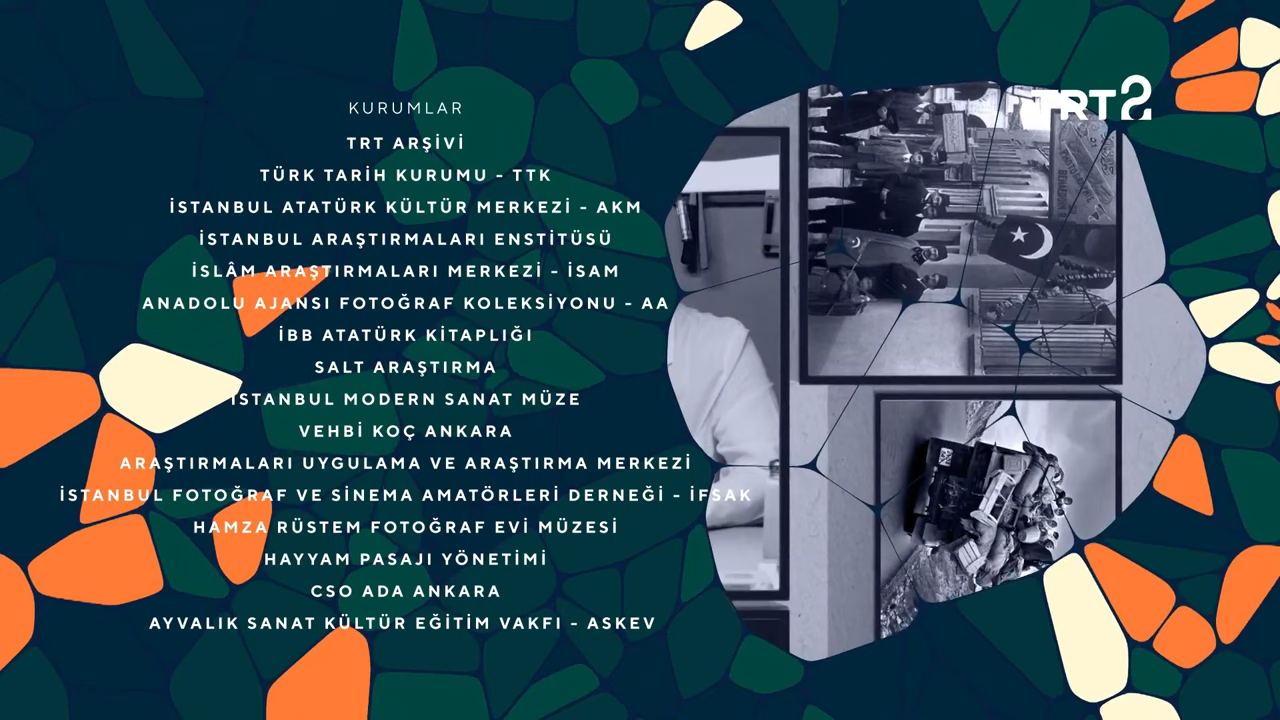 TRT 2
KURUMLAR
TRT ARŞİVİ
TÜRK TARİH KURUMU - TTK
İSTANBUL ATATÜRK KÜLTÜR MERKEZİ - AKM
İSTANBUL ARAŞTIRMALARI ENSTİTÜSÜ
İSLÂM ARAŞTIRMALARI MERKEZİ - İSAM
ANADOLU AJANSI FOTOĞRAF KOLEKSİYONU - AA
İBB ATATÜRK KİTAPLIĞI
SALT ARAŞTIRMA
İSTANBUL MODERN SANAT MÜZE
VEHBİ KOÇ ANKARA
ARAŞTIRMALARI UYGULAMA VE ARAŞTIRMA MERKEZİ
İSTANBUL FOTOĞRAF VE SİNEMA AMATÖRLERİ DERNEĞİ - İFSAK
HAMZA RÜSTEM FOTOĞRAF EVİ MÜZESİ
HAYYAM PASAJI YÖNETİMİ
CSO ADA ANKARA
AYVALIK SANAT KÜLTÜR EĞİTİM VAKFI - ASKEV